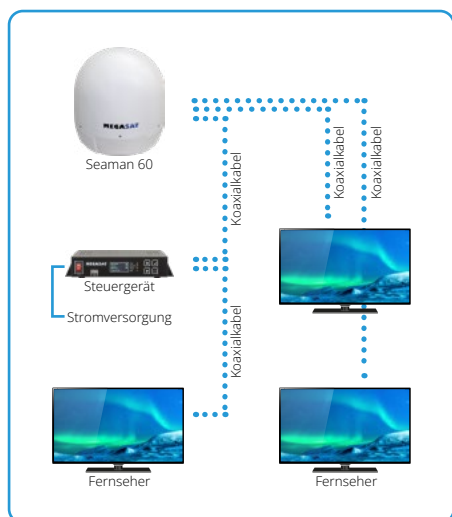 MEGASAT
Seaman 60
Koaxialkabel
Koaxialkabel
Koaxialkabel
MEGASAT
Steuergerät
Stromversorgung
Koaxialkabel
Fernseher
Fernseher